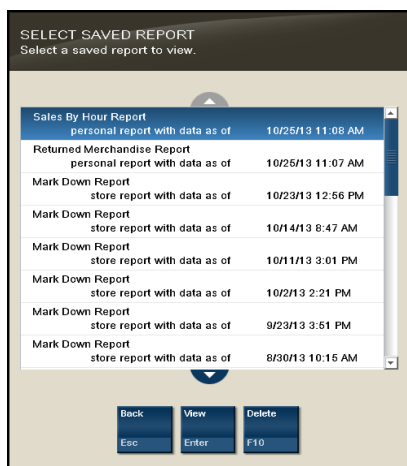 SELECT SAVED REPORT
Select a saved report to view.
Sales By Hour Report
personal report with data as of 10/25/13 11:08 AM
Returned Merchandise Report
personal report with data as of 10/25/13 11:07 AM
Mark Down Report
store report with data as of 10/23/13 12:56 PM
Mark Down Report
store report with data as of 10/14/13 8:47 AM
Mark Down Report
store report with data as of 10/11/13 3:01 PM
Mark Down Report
store report with data as of 10/2/13 2:21 PM
Mark Down Report
store report with data as of 9/23/13 3:51 PM
Mark Down Report
store report with data as of 8/30/13 10:15 AM
Back View Delete
Esc Enter F10